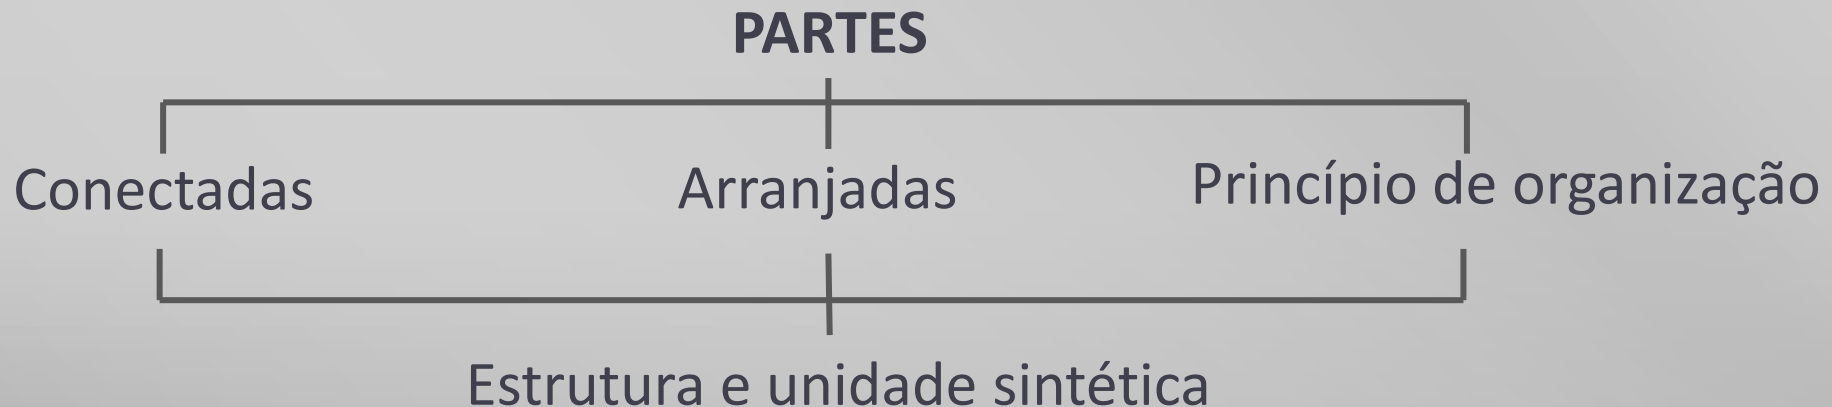 PARTES
Conectadas Arranjadas Princípio de organização
Estrutura e unidade sintética